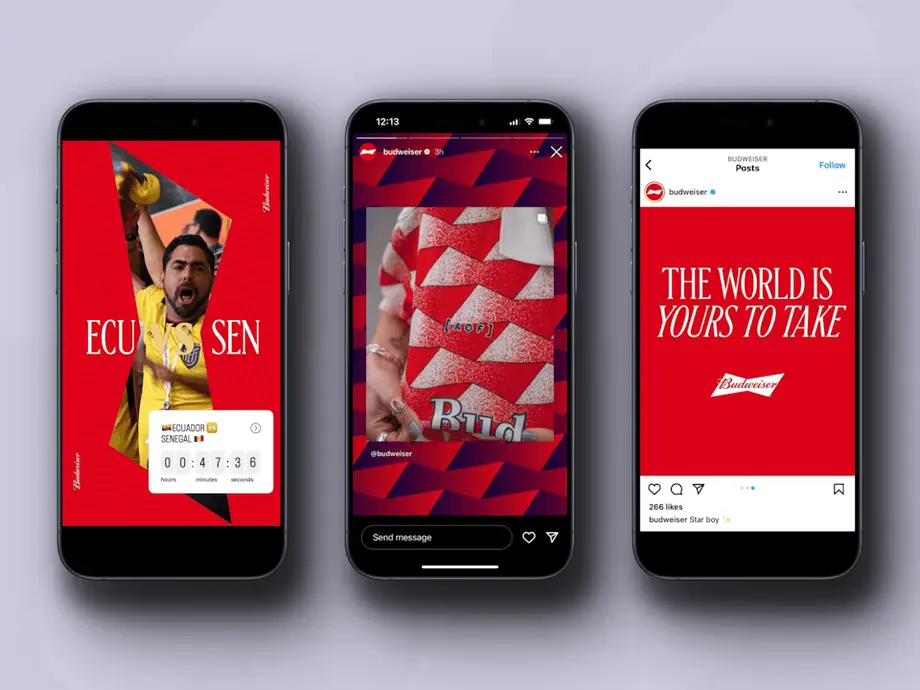 Budweiser
ECU VS SEN
ECUADOR VS
SENEGAL
00:47:36
hours minutes seconds
Budweiser
12:13
budweiser 3h
[AOF]
Bud
@budweiser
Send message
BUDWEISER
Posts
Follow
budweiser
THE WORLD IS
YOURS TO TAKE
Budweiser
266 likes
budweiser Star boy ✨